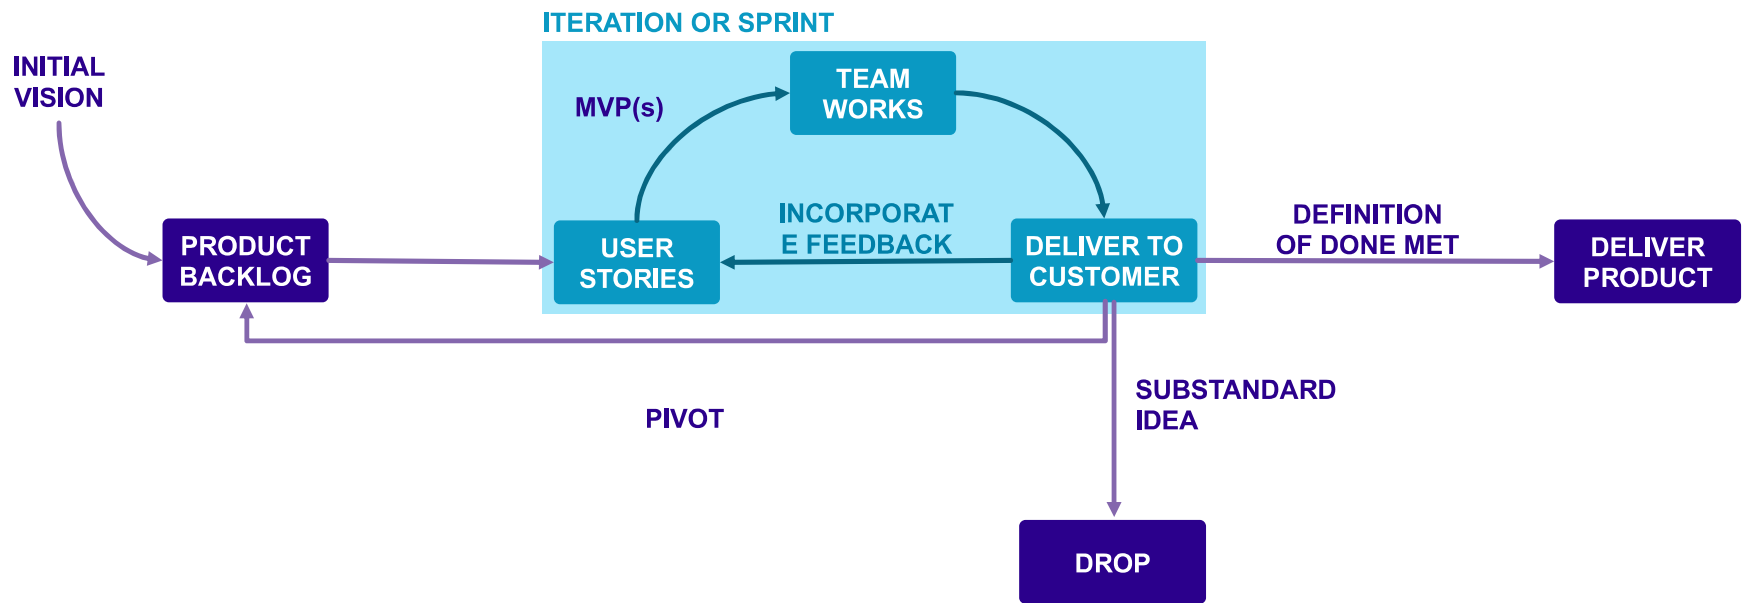 ITERATION OR SPRINT
INITIAL
VISION
TEAM
WORKS
MVP(s)
INCORPORAT
E FEEDBACK
PRODUCT
BACKLOG
USER
STORIES
DELIVER TO
CUSTOMER
DEFINITION
OF DONE MET
DELIVER
PRODUCT
PIVOT
SUBSTANDARD
IDEA
DROP